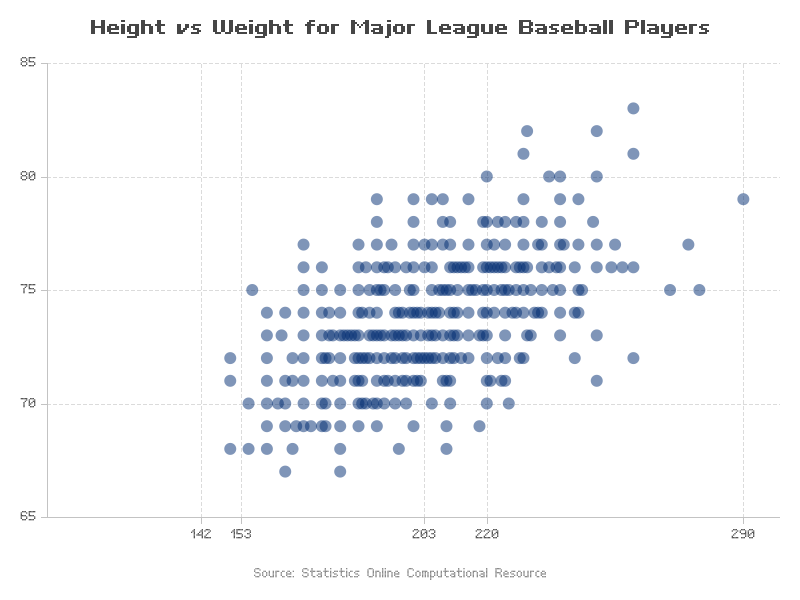 Height vs Weight for Major League Baseball Players
85
80
75
70
65
142 153 203 220 290
Source: Statistics Online Computational Resource